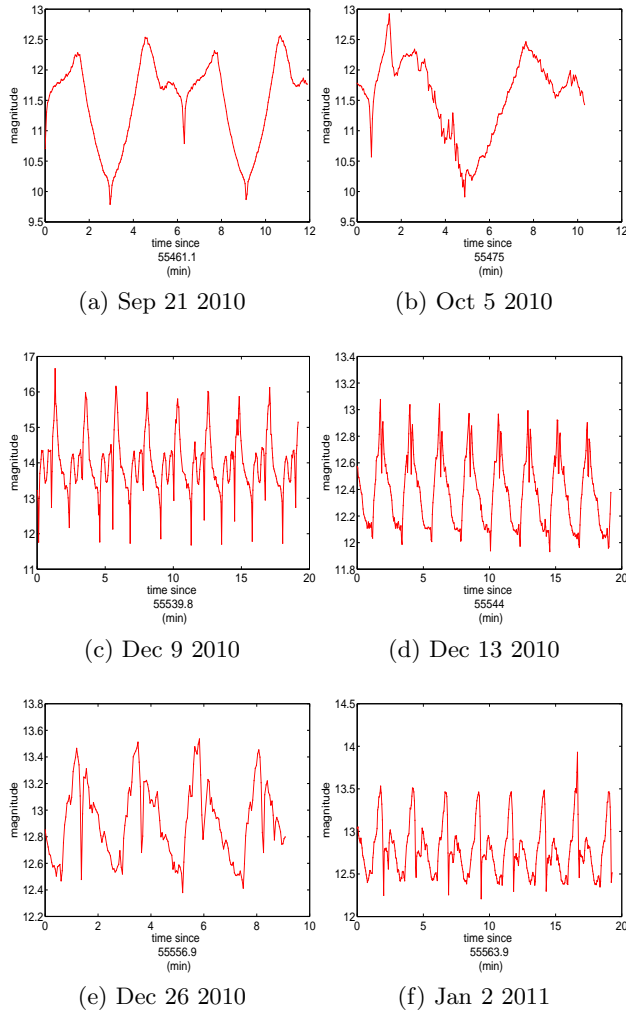 13
12.5
12
11.5
11
10.5
10
9.5
magnitude
0 2 4 6 8 10 12
time since
55461.1
(min)
(a) Sep 21 2010
13
12.5
12
11.5
11
10.5
10
9.5
magnitude
0 2 4 6 8 10 12
time since
55475
(min)
(b) Oct 5 2010
17
16
15
14
13
12
11
magnitude
0 5 10 15 20
time since
55539.8
(min)
(c) Dec 9 2010
13.4
13.2
13
12.8
12.6
12.4
12.2
12
11.8
magnitude
0 5 10 15 20
time since
55544
(min)
(d) Dec 13 2010
13.8
13.6
13.4
13.2
13
12.8
12.6
12.4
12.2
magnitude
0 2 4 6 8 10
time since
55556.9
(min)
(e) Dec 26 2010
14.5
14
13.5
13
12.5
12
magnitude
0 5 10 15 20
time since
55563.9
(min)
(f) Jan 2 2011